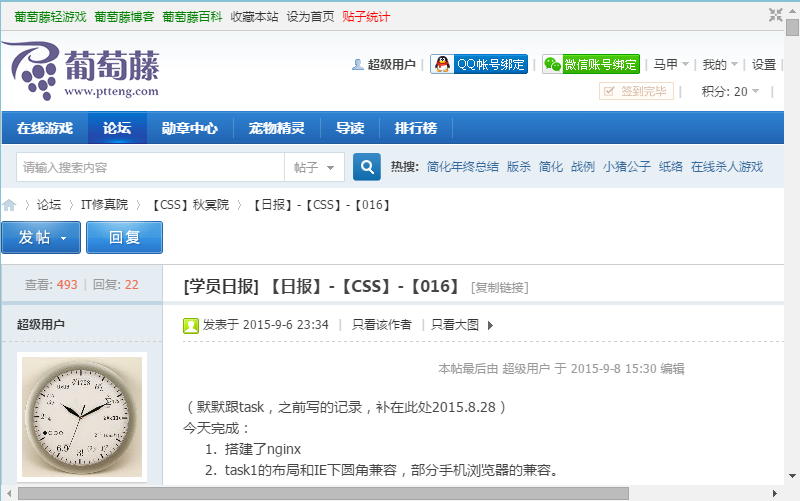 葡萄藤轻游戏 葡萄藤博客 葡萄藤百科 收藏本站 设为首页 贴子统计
葡萄藤
www.ptteng.com
超级用户 | QQ帐号绑定 | 微信账号绑定 | 马甲 | 我的 | 设置 |
签到完毕 | 积分: 20 |
在线游戏 论坛 勋章中心 宠物精灵 导读 排行榜
请输入搜索内容 帖子 热搜: 简化年终总结 版杀 简化 战例 小猪公子 纸络 在线杀人游戏
论坛 IT修真院 【CSS】秋冥院 【日报】-【CSS】-【016】
发帖 回复
查看: 493 | 回复: 22
[学员日报] 【日报】-【CSS】-【016】 [复制链接]
超级用户
发表于 2015-9-6 23:34 | 只看该作者 | 只看大图
本帖最后由 超级用户 于 2015-9-8 15:30 编辑
（默默跟task，之前写的记录，补在此处2015.8.28）
今天完成：
1. 搭建了nginx
2. task1的布局和IE下圆角兼容，部分手机浏览器的兼容。